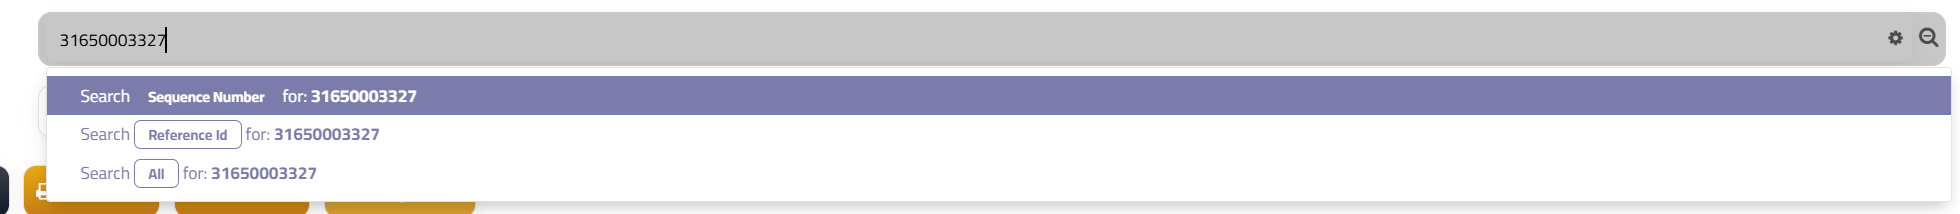 31650003327
Search Sequence Number for: 31650003327
Search Reference Id for: 31650003327
Search All for: 31650003327